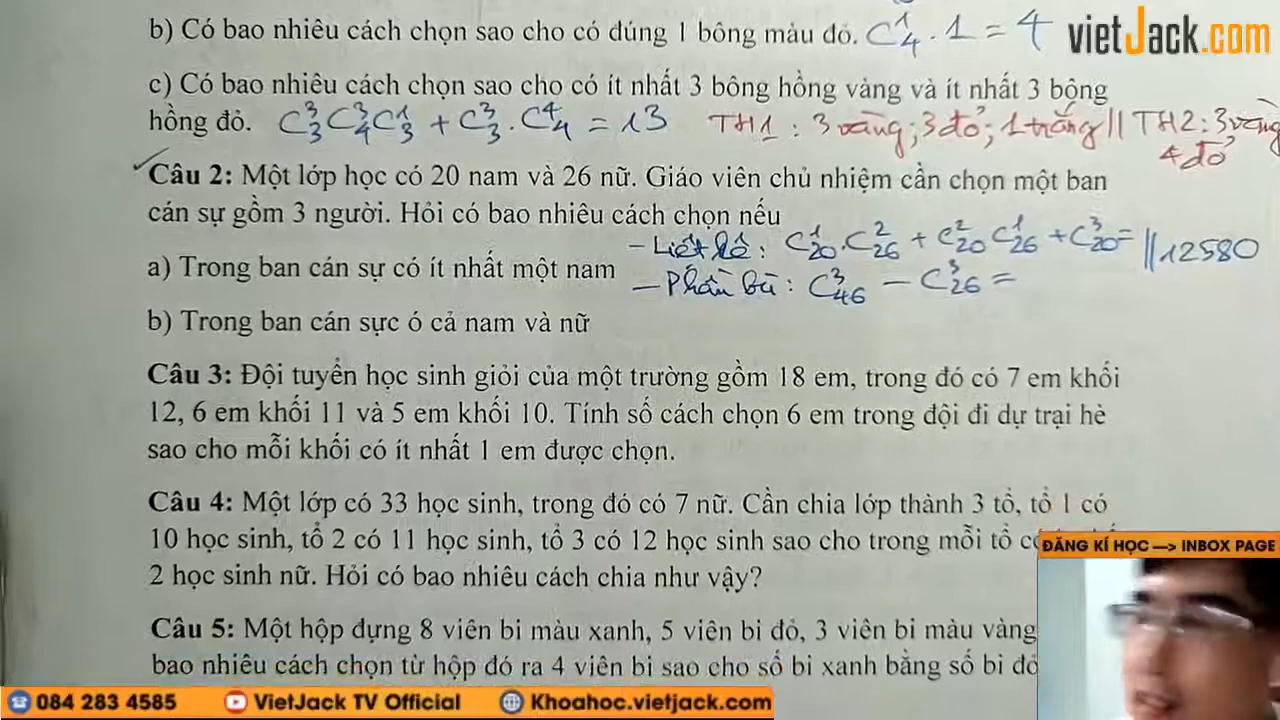 b) Có bao nhiêu cách chọn sao cho có đúng 1 bông màu đỏ. C¹₄ . 1 = 4
vietJack.com
c) Có bao nhiêu cách chọn sao cho có ít nhất 3 bông hồng vàng và ít nhất 3 bông
hồng đỏ. C³₃ C³₄ C¹₃ + C³₃ . C⁴₄ = 13 TH1 : 3 vàng; 3 đỏ; 1 trắng || TH2 : 3 vàng
4 đỏ
Câu 2: Một lớp học có 20 nam và 26 nữ. Giáo viên chủ nhiệm cần chọn một ban
cán sự gồm 3 người. Hỏi có bao nhiêu cách chọn nếu
- Liệt kê : C¹₂₀ . C²₂₆ + C²₂₀ C¹₂₆ + C³₂₀ = || 12580
a) Trong ban cán sự có ít nhất một nam
- Phần bù : C³₄₆ - C³₂₆ =
b) Trong ban cán sực ó cả nam và nữ
Câu 3: Đội tuyển học sinh giỏi của một trường gồm 18 em, trong đó có 7 em khối
12, 6 em khối 11 và 5 em khối 10. Tính số cách chọn 6 em trong đội đi dự trại hè
sao cho mỗi khối có ít nhất 1 em được chọn.
Câu 4: Một lớp có 33 học sinh, trong đó có 7 nữ. Cần chia lớp thành 3 tổ, tổ 1 có
10 học sinh, tổ 2 có 11 học sinh, tổ 3 có 12 học sinh sao cho trong mỗi tổ
2 học sinh nữ. Hỏi có bao nhiêu cách chia như vậy?
ĐĂNG KÍ HỌC —> INBOX PAGE
Câu 5: Một hộp đựng 8 viên bi màu xanh, 5 viên bi đỏ, 3 viên bi màu vàng
bao nhiêu cách chọn từ hộp đó ra 4 viên bi sao cho số bi xanh bằng số bi đỏ
084 283 4585 VietJack TV Official Khoahoc.vietjack.com